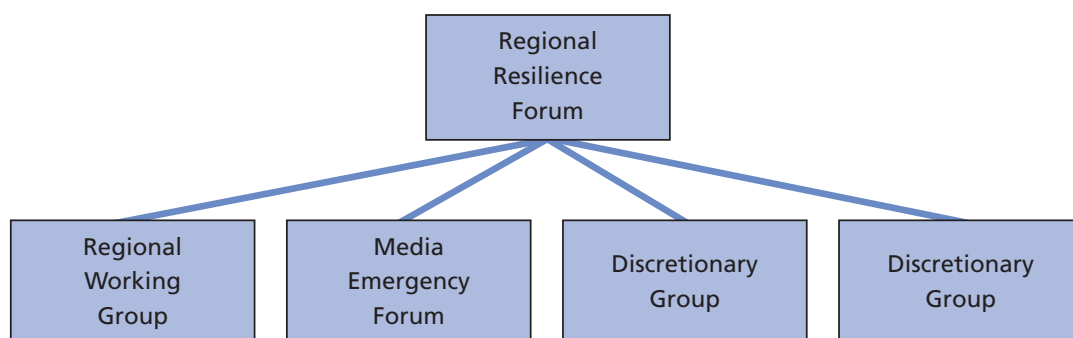 Regional
Resilience
Forum
Regional
Working
Group
Media
Emergency
Forum
Discretionary
Group
Discretionary
Group